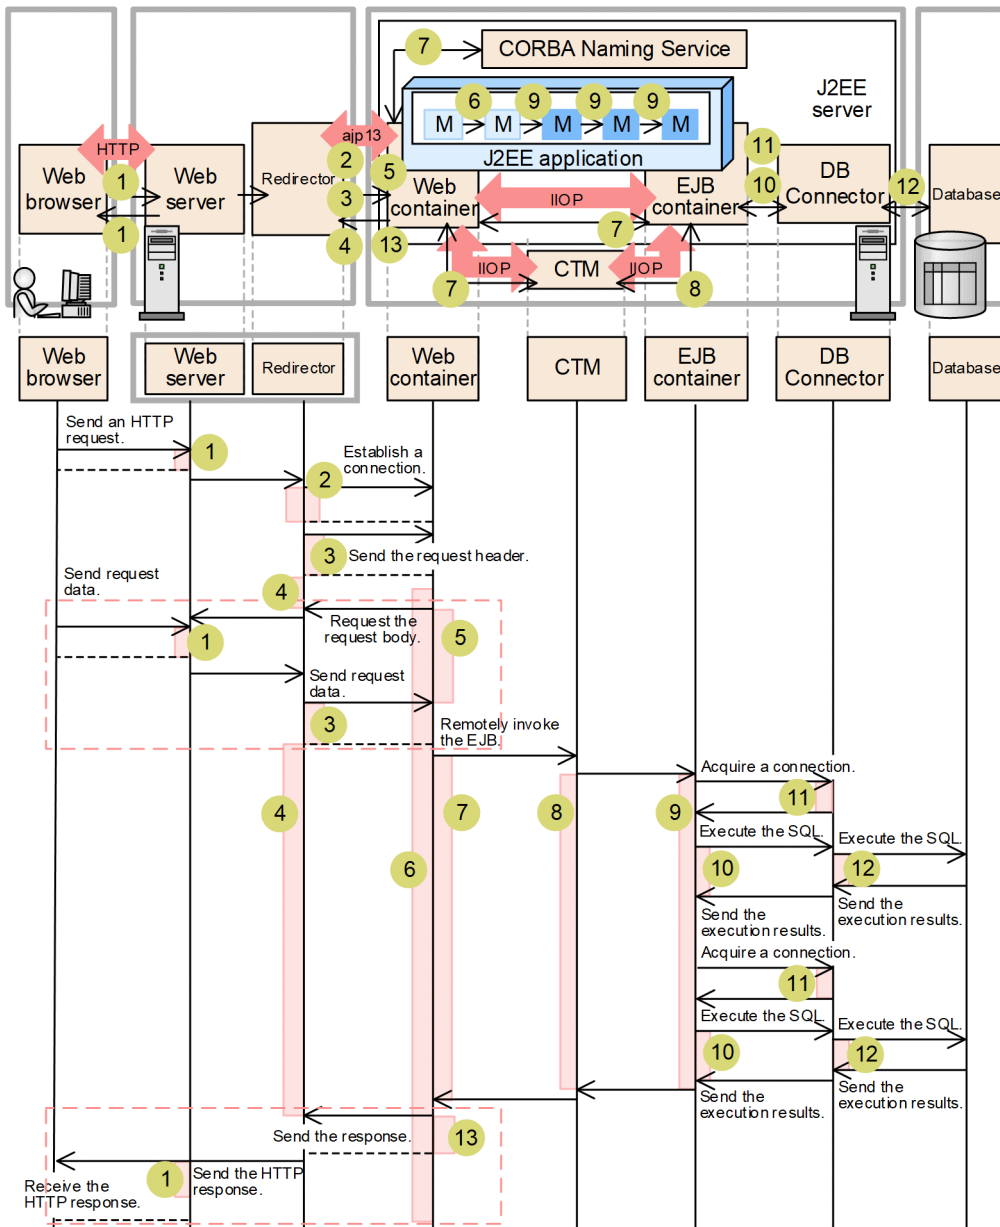 7
CORBA Naming Service
6
9
9
9
M
M
M
M
M
J2EE application
J2EE
server
HTTP
ajp13
Web
browser
1
1
Web
server
Redirector
2
3
4
5
13
Web
container
IIOP
7
EJB
container
11
10
DB
Connector
12
Database
IIOP
CTM
IIOP
7
8
Web
browser
Web
server
Redirector
Web
container
CTM
EJB
container
DB
Connector
Database
Send an HTTP
request.
1
Establish a
connection.
2
3
Send the request header.
Send request
data.
4
Request the
request body.
5
1
Send request
data.
3
Remotely invoke
the EJB.
Acquire a connection.
11
4
7
8
9
Execute the SQL.
Execute the SQL.
6
10
12
Send the
execution results.
Send the
execution results.
Acquire a connection.
11
Execute the SQL.
Execute the SQL.
10
12
Send the
execution results.
Send the
execution results.
Send the response.
13
1
Send the HTTP
response.
Receive the
HTTP response.